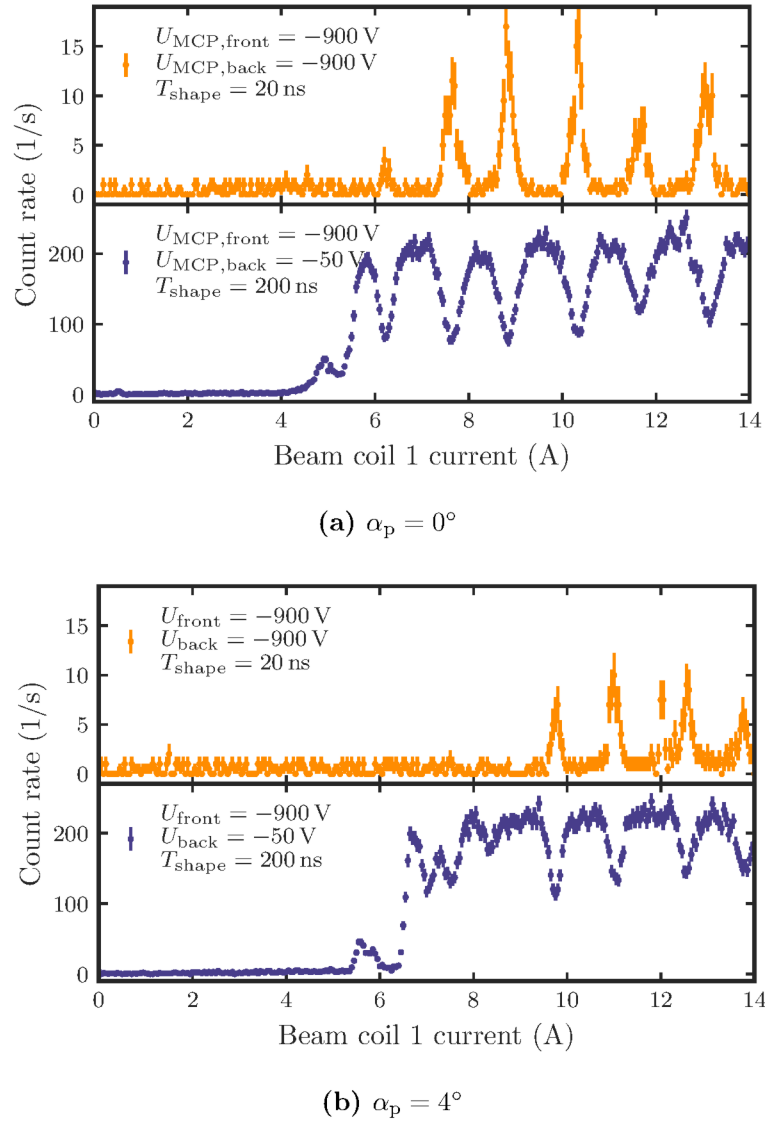 15
10
5
0
U_MCP,front = −900 V
U_MCP,back = −900 V
T_shape = 20 ns
Count rate (1/s)
200
100
0
U_MCP,front = −900 V
U_MCP,back = −50 V
T_shape = 200 ns
0 2 4 6 8 10 12 14
Beam coil 1 current (A)
(a) α_p = 0°
15
10
5
0
U_front = −900 V
U_back = −900 V
T_shape = 20 ns
Count rate (1/s)
200
100
0
U_front = −900 V
U_back = −50 V
T_shape = 200 ns
0 2 4 6 8 10 12 14
Beam coil 1 current (A)
(b) α_p = 4°